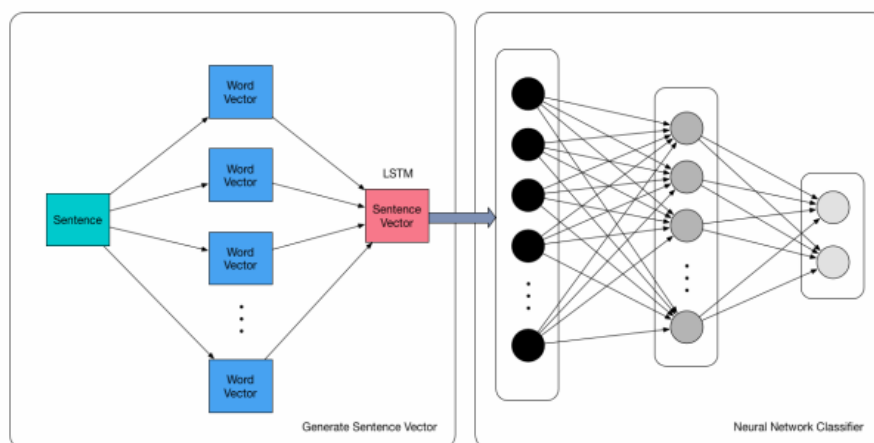 Word
Vector
Word
Vector
LSTM
Sentence
Sentence
Vector
Word
Vector
Word
Vector
Generate Sentence Vector
Neural Network Classifier